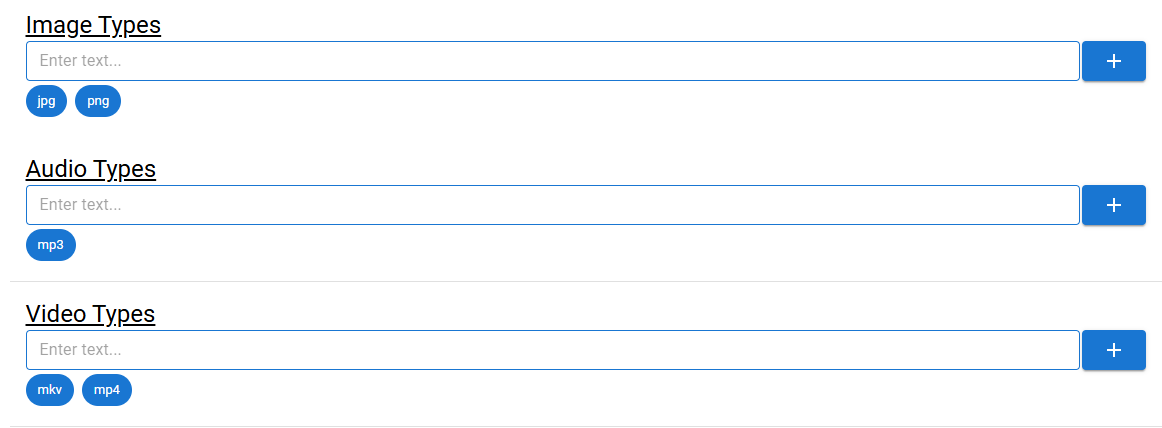 Image Types
Enter text...
+
jpg png
Audio Types
Enter text...
+
mp3
Video Types
Enter text...
+
mkv mp4